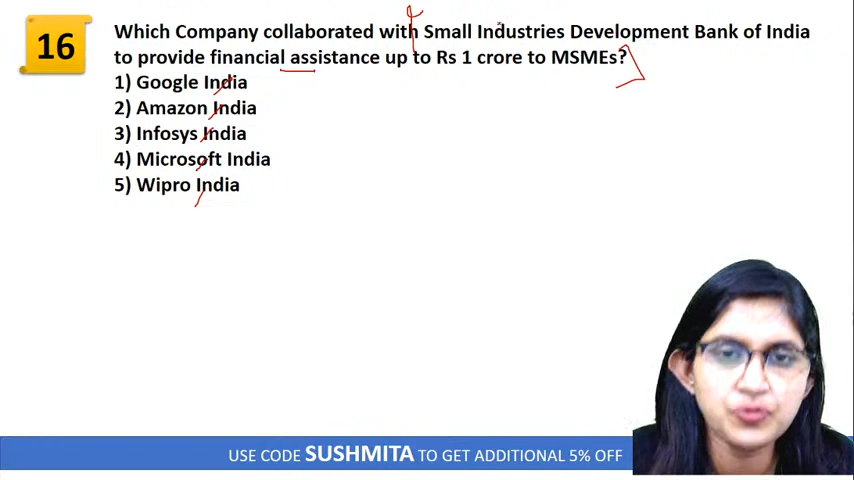 16
Which Company collaborated with Small Industries Development Bank of India
to provide financial assistance up to Rs 1 crore to MSMEs?
1) Google India
2) Amazon India
3) Infosys India
4) Microsoft India
5) Wipro India
USE CODE SUSHMITA TO GET ADDITIONAL 5% OFF